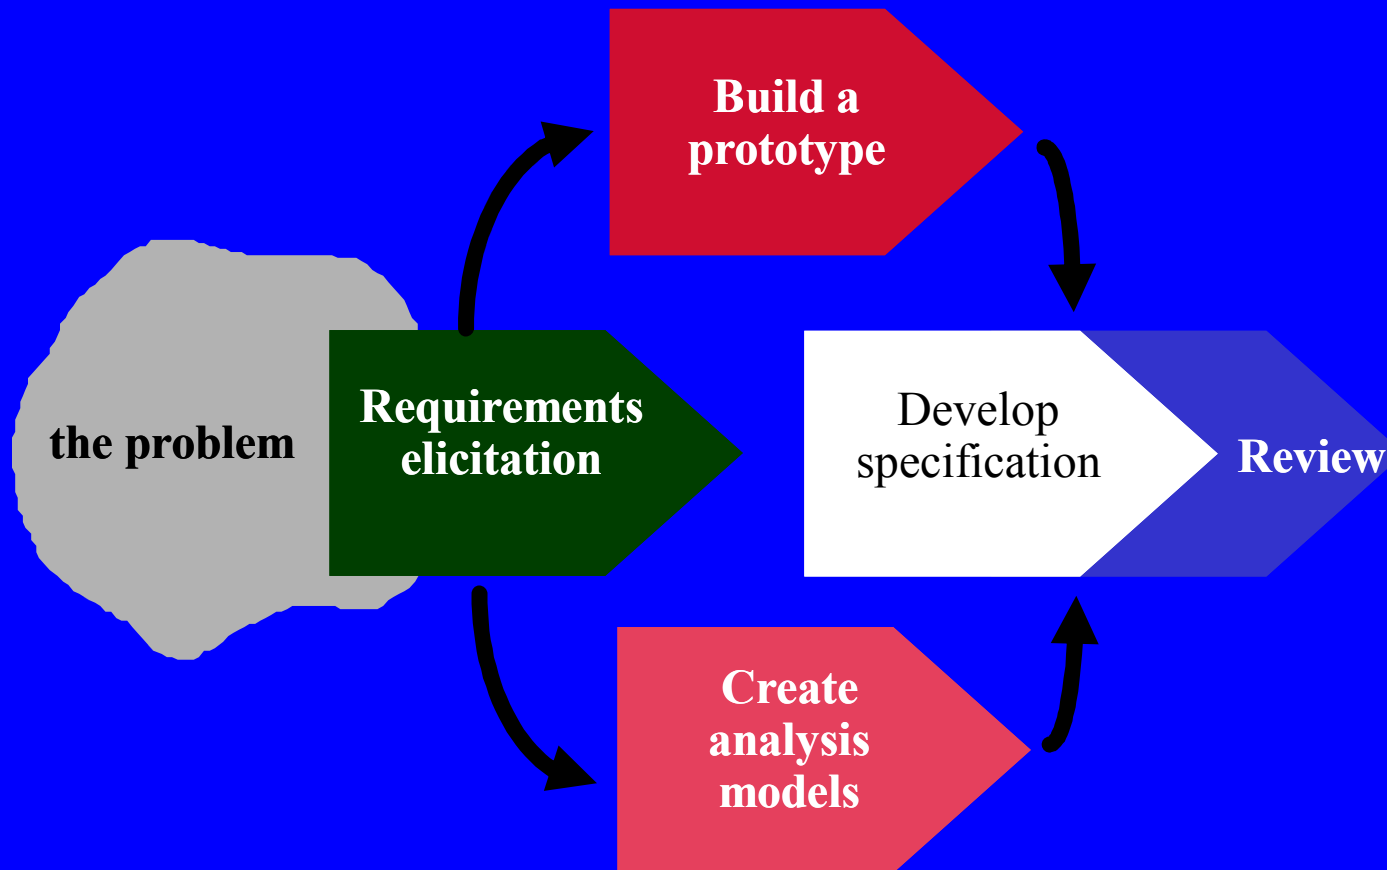 Build a
prototype
the problem
Requirements
elicitation
Develop
specification
Review
Create
analysis
models